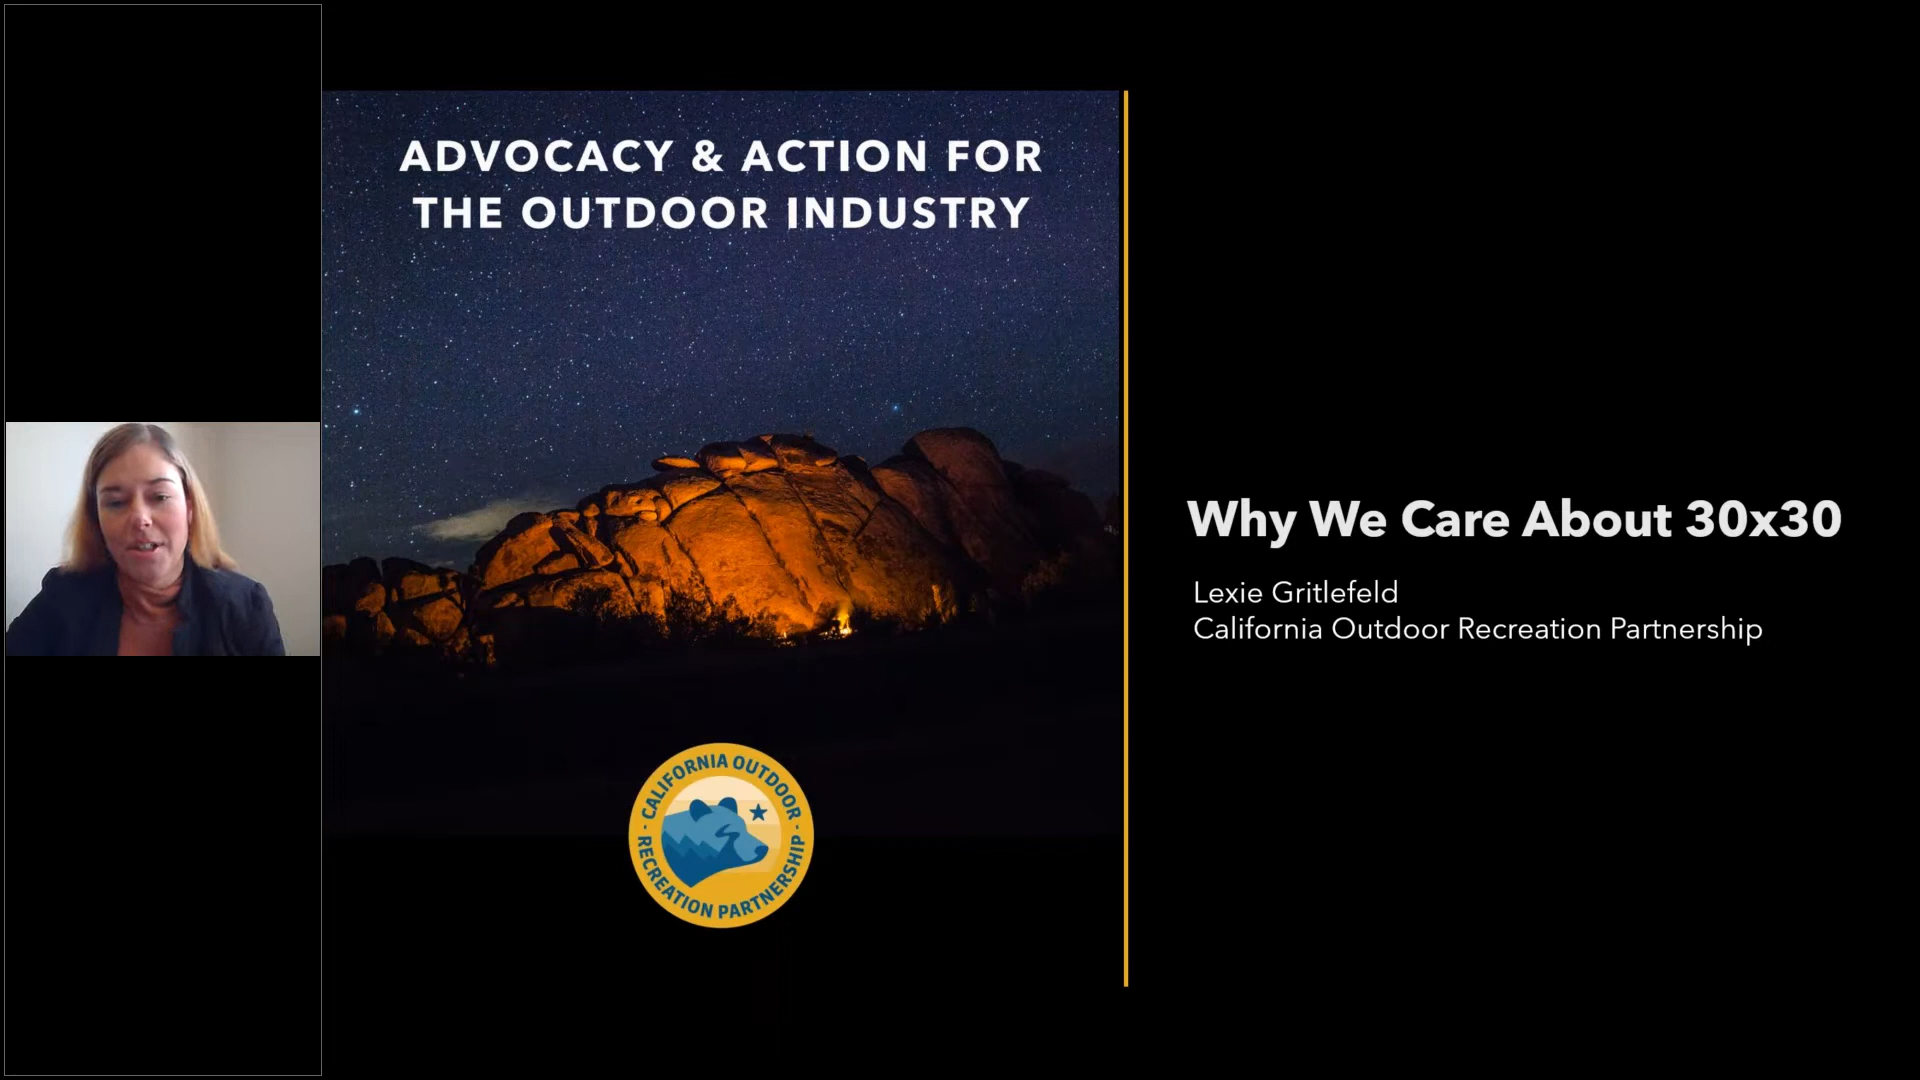 ADVOCACY & ACTION FOR
THE OUTDOOR INDUSTRY
Why We Care About 30x30
Lexie Gritlefeld
California Outdoor Recreation Partnership
· CALIFORNIA OUTDOOR ·
RECREATION PARTNERSHIP